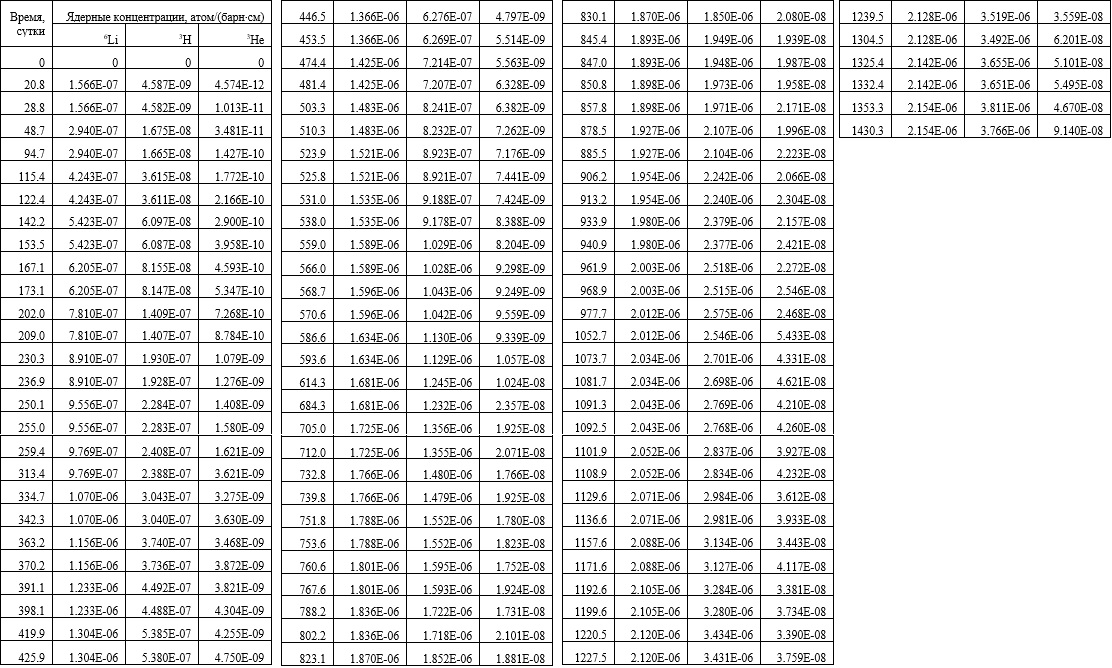 Время, сутки Ядерные концентрации, атом/(барн·см)
⁶Li ³H ³He
0 0 0 0
20.8 1.566E-07 4.587E-09 4.574E-12
28.8 1.566E-07 4.582E-09 1.013E-11
48.7 2.940E-07 1.675E-08 3.481E-11
94.7 2.940E-07 1.665E-08 1.427E-10
115.4 4.243E-07 3.615E-08 1.772E-10
122.4 4.243E-07 3.611E-08 2.166E-10
142.2 5.423E-07 6.097E-08 2.900E-10
153.5 5.423E-07 6.087E-08 3.958E-10
167.1 6.205E-07 8.155E-08 4.593E-10
173.1 6.205E-07 8.147E-08 5.347E-10
202.0 7.810E-07 1.409E-07 7.268E-10
209.0 7.810E-07 1.407E-07 8.784E-10
230.3 8.910E-07 1.930E-07 1.079E-09
236.9 8.910E-07 1.928E-07 1.276E-09
250.1 9.556E-07 2.284E-07 1.408E-09
255.0 9.556E-07 2.283E-07 1.580E-09
259.4 9.769E-07 2.408E-07 1.621E-09
313.4 9.769E-07 2.388E-07 3.621E-09
334.7 1.070E-06 3.043E-07 3.275E-09
342.3 1.070E-06 3.040E-07 3.630E-09
363.2 1.156E-06 3.740E-07 3.468E-09
370.2 1.156E-06 3.736E-07 3.872E-09
391.1 1.233E-06 4.492E-07 3.821E-09
398.1 1.233E-06 4.488E-07 4.304E-09
419.9 1.304E-06 5.385E-07 4.255E-09
425.9 1.304E-06 5.380E-07 4.750E-09
446.5 1.366E-06 6.276E-07 4.797E-09
453.5 1.366E-06 6.269E-07 5.514E-09
474.4 1.425E-06 7.214E-07 5.563E-09
481.4 1.425E-06 7.207E-07 6.328E-09
503.3 1.483E-06 8.241E-07 6.382E-09
510.3 1.483E-06 8.232E-07 7.262E-09
523.9 1.521E-06 8.923E-07 7.176E-09
525.8 1.521E-06 8.921E-07 7.441E-09
531.0 1.535E-06 9.188E-07 7.424E-09
538.0 1.535E-06 9.178E-07 8.388E-09
559.0 1.589E-06 1.029E-06 8.204E-09
566.0 1.589E-06 1.028E-06 9.298E-09
568.7 1.596E-06 1.043E-06 9.249E-09
570.6 1.596E-06 1.042E-06 9.559E-09
586.6 1.634E-06 1.130E-06 9.339E-09
593.6 1.634E-06 1.129E-06 1.057E-08
614.3 1.681E-06 1.245E-06 1.024E-08
684.3 1.681E-06 1.232E-06 2.357E-08
705.0 1.725E-06 1.356E-06 1.925E-08
712.0 1.725E-06 1.355E-06 2.071E-08
732.8 1.766E-06 1.480E-06 1.766E-08
739.8 1.766E-06 1.479E-06 1.925E-08
751.8 1.788E-06 1.552E-06 1.780E-08
753.6 1.788E-06 1.552E-06 1.823E-08
760.6 1.801E-06 1.595E-06 1.752E-08
767.6 1.801E-06 1.593E-06 1.924E-08
788.2 1.836E-06 1.722E-06 1.731E-08
802.2 1.836E-06 1.718E-06 2.101E-08
823.1 1.870E-06 1.852E-06 1.881E-08
830.1 1.870E-06 1.850E-06 2.080E-08
845.4 1.893E-06 1.949E-06 1.939E-08
847.0 1.893E-06 1.948E-06 1.987E-08
850.8 1.898E-06 1.973E-06 1.958E-08
857.8 1.898E-06 1.971E-06 2.171E-08
878.5 1.927E-06 2.107E-06 1.996E-08
885.5 1.927E-06 2.104E-06 2.223E-08
906.2 1.954E-06 2.242E-06 2.066E-08
913.2 1.954E-06 2.240E-06 2.304E-08
933.9 1.980E-06 2.379E-06 2.157E-08
940.9 1.980E-06 2.377E-06 2.421E-08
961.9 2.003E-06 2.518E-06 2.272E-08
968.9 2.003E-06 2.515E-06 2.546E-08
977.7 2.012E-06 2.575E-06 2.468E-08
1052.7 2.012E-06 2.546E-06 5.433E-08
1073.7 2.034E-06 2.701E-06 4.331E-08
1081.7 2.034E-06 2.698E-06 4.621E-08
1091.3 2.043E-06 2.769E-06 4.210E-08
1092.5 2.043E-06 2.768E-06 4.260E-08
1101.9 2.052E-06 2.837E-06 3.927E-08
1108.9 2.052E-06 2.834E-06 4.232E-08
1129.6 2.071E-06 2.984E-06 3.612E-08
1136.6 2.071E-06 2.981E-06 3.933E-08
1157.6 2.088E-06 3.134E-06 3.443E-08
1171.6 2.088E-06 3.127E-06 4.117E-08
1192.6 2.105E-06 3.284E-06 3.381E-08
1199.6 2.105E-06 3.280E-06 3.734E-08
1220.5 2.120E-06 3.434E-06 3.390E-08
1227.5 2.120E-06 3.431E-06 3.759E-08
1239.5 2.128E-06 3.519E-06 3.559E-08
1304.5 2.128E-06 3.492E-06 6.201E-08
1325.4 2.142E-06 3.655E-06 5.101E-08
1332.4 2.142E-06 3.651E-06 5.495E-08
1353.3 2.154E-06 3.811E-06 4.670E-08
1430.3 2.154E-06 3.766E-06 9.140E-08